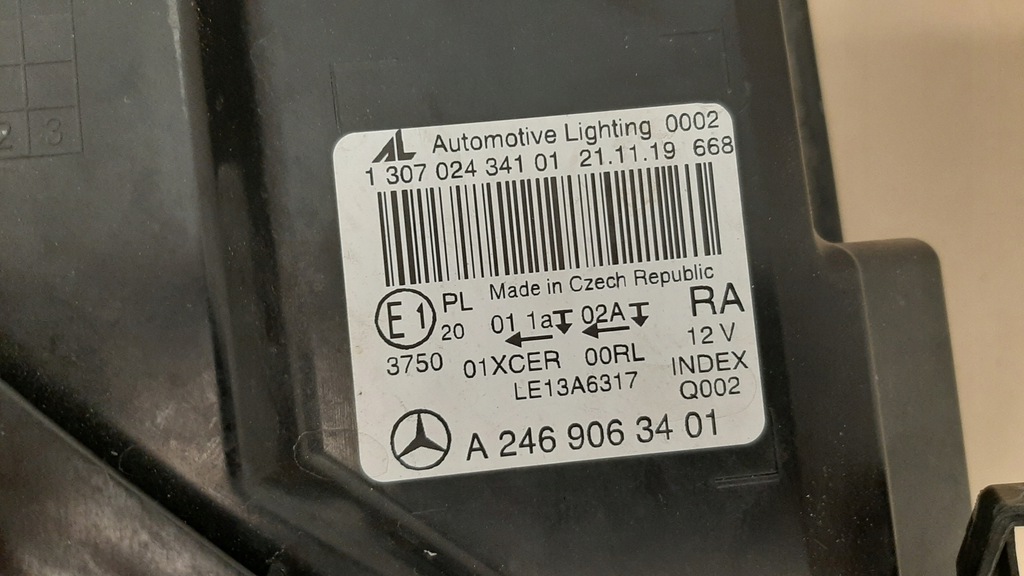 AL Automotive Lighting 0002
1 307 024 341 01 21.11.19 668
Made in Czech Republic
E1 PL 20 01 1a 02A RA
3750 01XCER 00RL 12 V
LE13A6317 INDEX
Q002
A 246 906 34 01
2 3